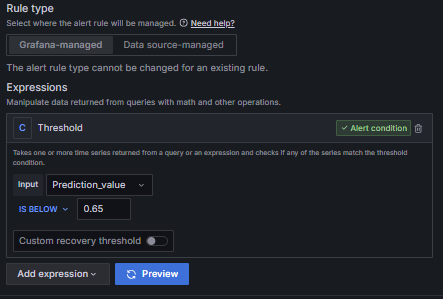 Rule type
Select where the alert rule will be managed. Need help?
Grafana-managed Data source-managed
The alert rule type cannot be changed for an existing rule.
Expressions
Manipulate data returned from queries with math and other operations.
C Threshold Alert condition
Takes one or more time series returned from a query or an expression and checks if any of the series match the threshold
condition.
Input Prediction_value
IS BELOW 0.65
Custom recovery threshold
Add expression Preview